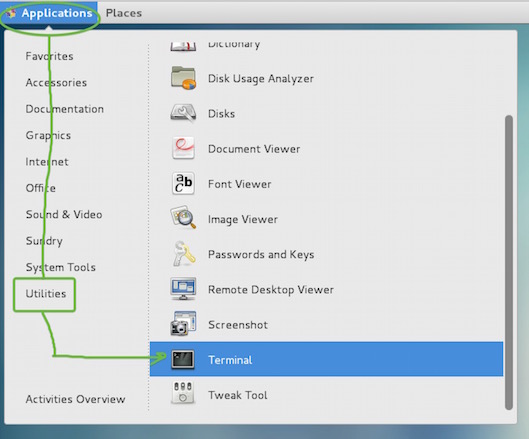 Applications Places
Favorites
Accessories
Documentation
Graphics
Internet
Office
Sound & Video
Sundry
System Tools
Utilities
Activities Overview
Dictionary
Disk Usage Analyzer
Disks
Document Viewer
Font Viewer
Image Viewer
Passwords and Keys
Remote Desktop Viewer
Screenshot
Terminal
Tweak Tool